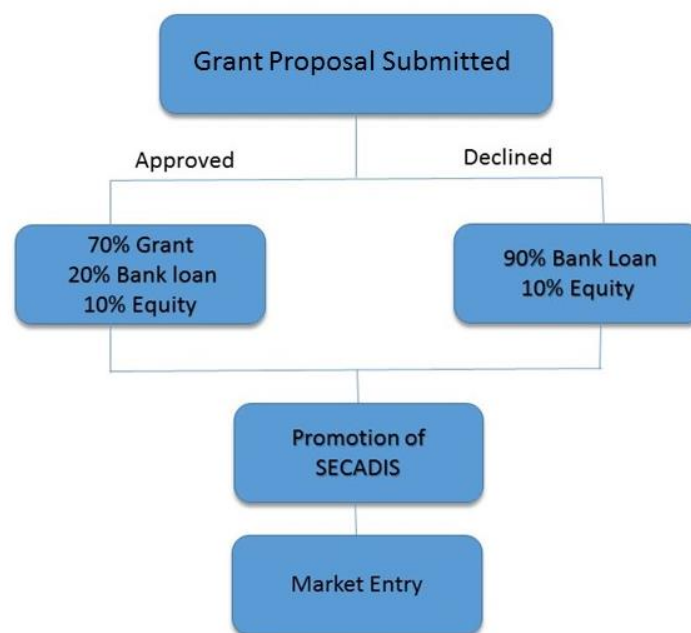 Grant Proposal Submitted
Approved
Declined
70% Grant
20% Bank loan
10% Equity
90% Bank Loan
10% Equity
Promotion of
SECADIS
Market Entry